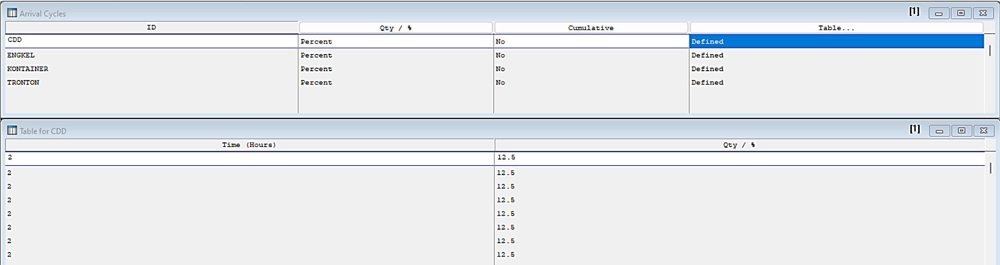 Arrival Cycles [1]
ID Qty / % Cumulative Table...
CDD Percent No Defined
ENGKEL Percent No Defined
KONTAINER Percent No Defined
TRONTON Percent No Defined
Table for CDD [1]
Time (Hours) Qty / %
2 12.5
2 12.5
2 12.5
2 12.5
2 12.5
2 12.5
2 12.5
2 12.5